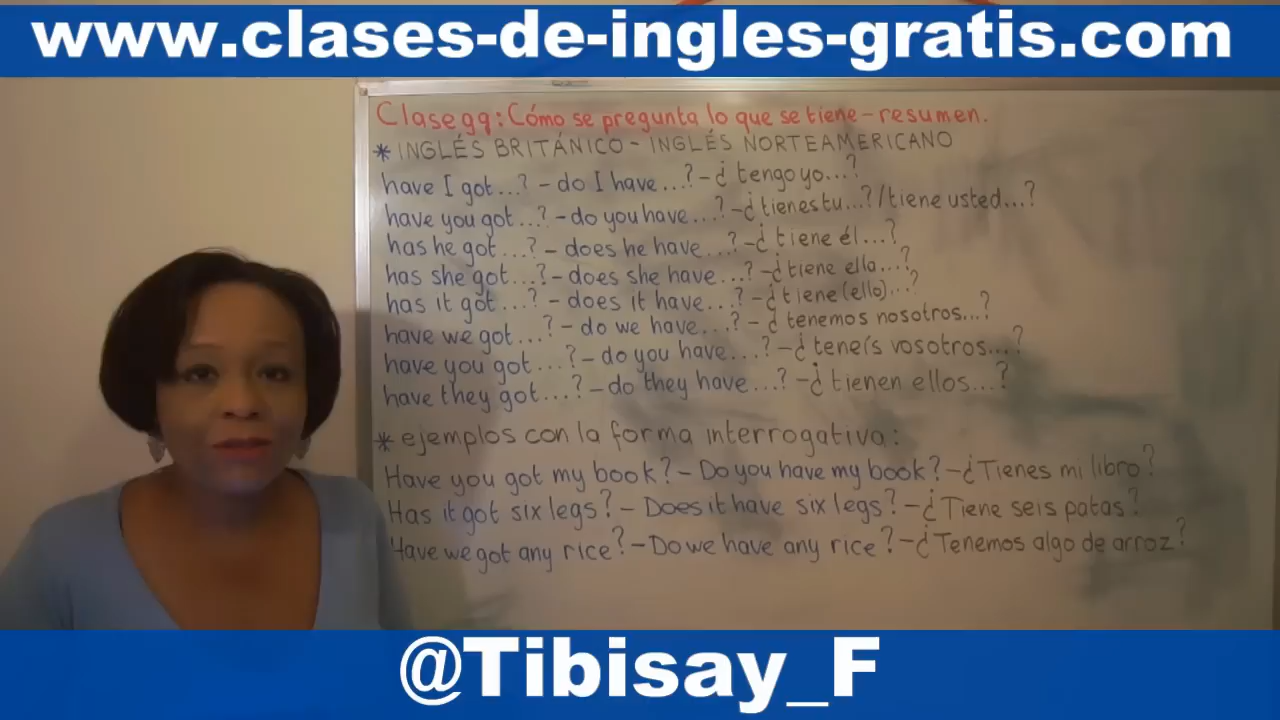 www.clases-de-ingles-gratis.com
Clase 99: Cómo se pregunta lo que se tiene - resumen.
* INGLÉS BRITÁNICO - INGLÉS NORTEAMERICANO
have I got...? - do I have...? - ¿tengo yo...?
have you got...? - do you have...? - ¿tienes tu...?/tiene usted...?
has he got...? - does he have...? - ¿tiene él...?
has she got...? - does she have...? - ¿tiene ella...?
has it got...? - does it have...? - ¿tiene (ello)...?
have we got...? - do we have...? - ¿tenemos nosotros...?
have you got...? - do you have...? - ¿teneís vosotros...?
have they got....? - do they have...? - ¿tienen ellos...?
* ejemplos con la forma interrogativa:
Have you got my book? - Do you have my book? - ¿Tienes mi libro?
Has it got six legs? - Does it have six legs? - ¿Tiene seis patas?
Have we got any rice? - Do we have any rice? - ¿Tenemos algo de arroz?
@Tibisay_F